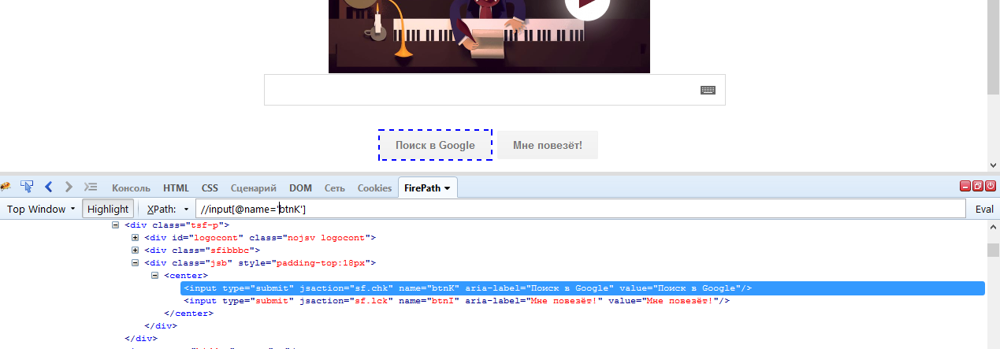 Поиск в Google Мне повезёт!
Консоль HTML CSS Сценарий DOM Сеть Cookies FirePath
Top Window Highlight XPath: //input[@name='btnK'] Eval
<div class="tsf-p">
<div id="logocont" class="nojsv logocont">
<div class="sfibbbc">
<div class="jsb" style="padding-top:18px">
<center>
<input type="submit" jsaction="sf.chk" name="btnK" aria-label="Поиск в Google" value="Поиск в Google"/>
<input type="submit" jsaction="sf.lck" name="btnI" aria-label="Мне повезёт!" value="Мне повезёт!"/>
</center>
</div>
</div>